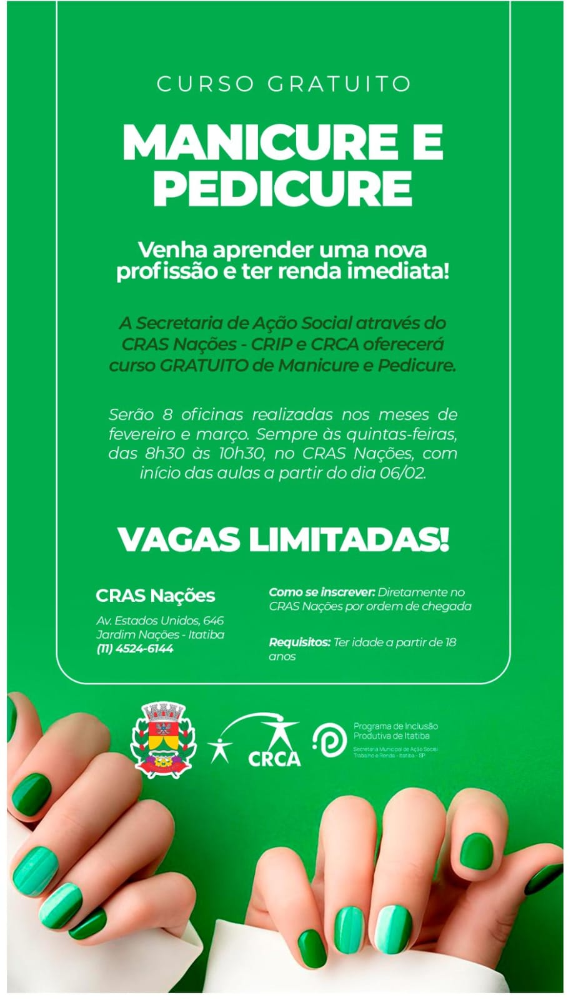 CURSO GRATUITO
MANICURE E
PEDICURE
Venha aprender uma nova
profissão e ter renda imediata!
A Secretaria de Ação Social através do
CRAS Nações - CRIP e CRCA oferecerá
curso GRATUITO de Manicure e Pedicure.
Serão 8 oficinas realizadas nos meses de
fevereiro e março. Sempre às quintas-feiras,
das 8h30 às 10h30, no CRAS Nações, com
início das aulas a partir do dia 06/02.
VAGAS LIMITADAS!
CRAS Nações
Av. Estados Unidos, 646
Jardim Nações - Itatiba
(11) 4524-6144
Como se inscrever: Diretamente no
CRAS Nações por ordem de chegada
Requisitos: Ter idade a partir de 18
anos
CRCA
Programa de Inclusão
Produtiva de Itatiba
Secretaria Municipal de Ação Social
Trabalho e Renda - Itatiba - SP